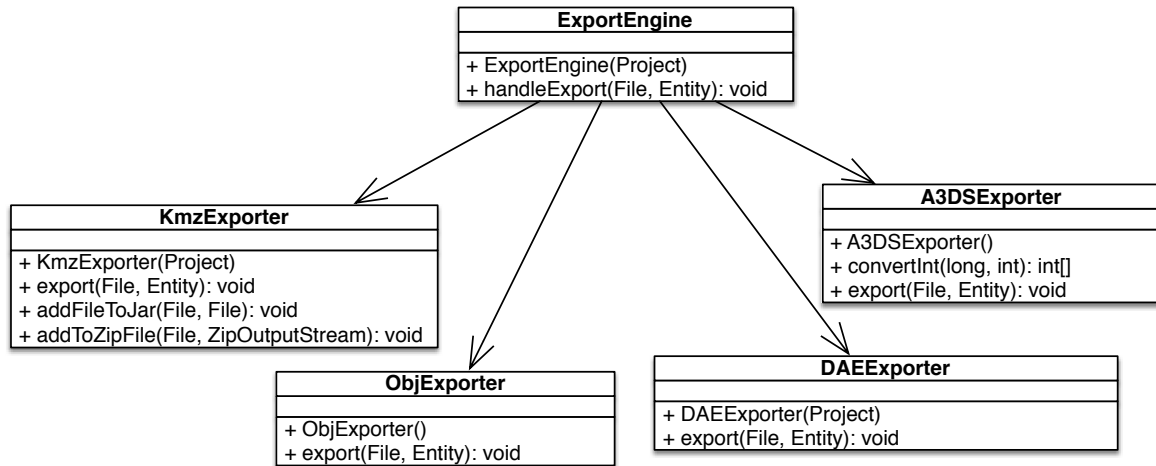 ExportEngine
+ ExportEngine(Project)
+ handleExport(File, Entity): void
KmzExporter
+ KmzExporter(Project)
+ export(File, Entity): void
+ addFileToJar(File, File): void
+ addToZipFile(File, ZipOutputStream): void
A3DSExporter
+ A3DSExporter()
+ convertInt(long, int): int[]
+ export(File, Entity): void
ObjExporter
+ ObjExporter()
+ export(File, Entity): void
DAEExporter
+ DAEExporter(Project)
+ export(File, Entity): void